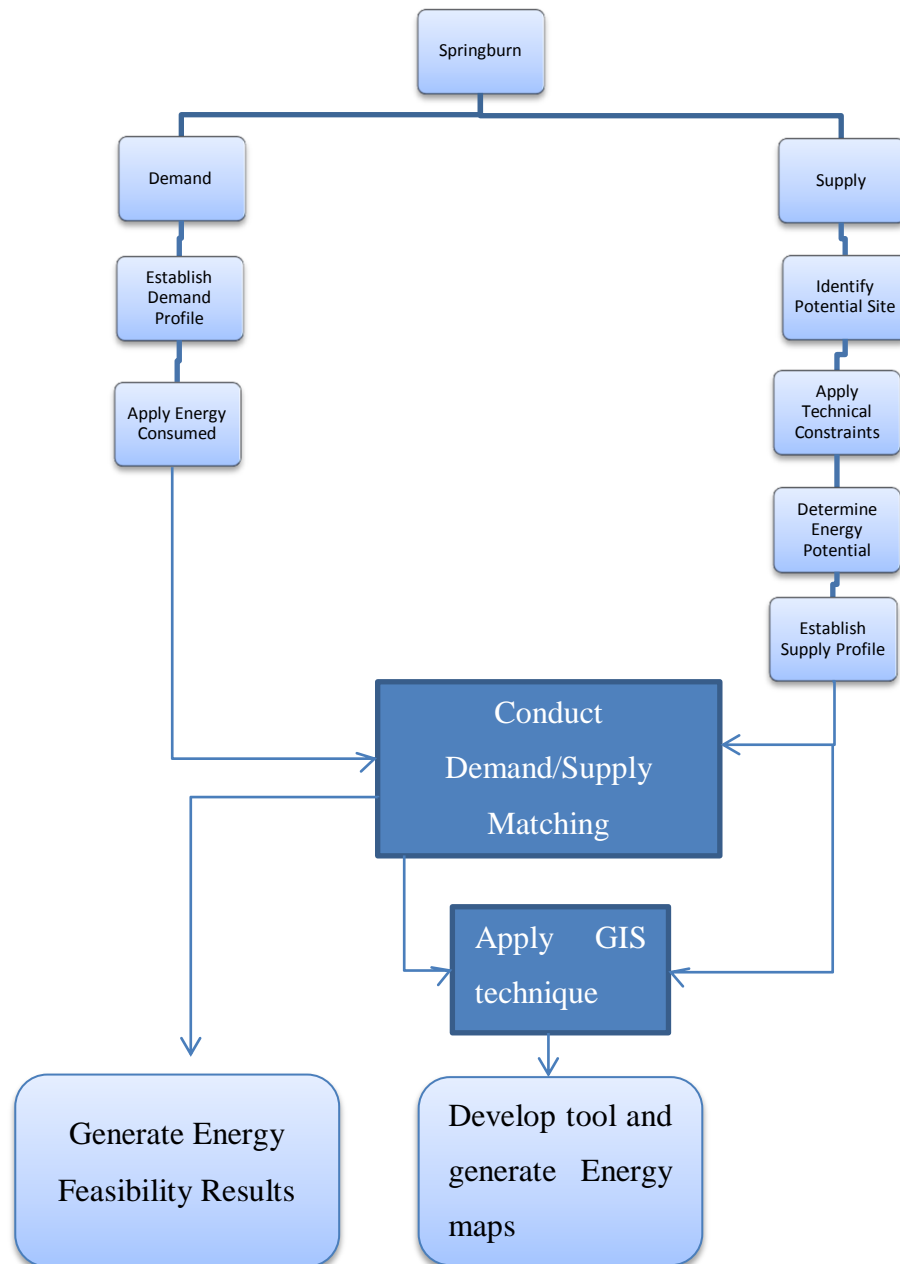 Springburn
Demand
Supply
Establish
Demand
Profile
Identify
Potential Site
Apply Energy
Consumed
Apply
Technical
Constraints
Determine
Energy
Potential
Establish
Supply Profile
Conduct
Demand/Supply
Matching
Apply GIS
technique
Generate Energy
Feasibility Results
Develop tool and
generate Energy
maps